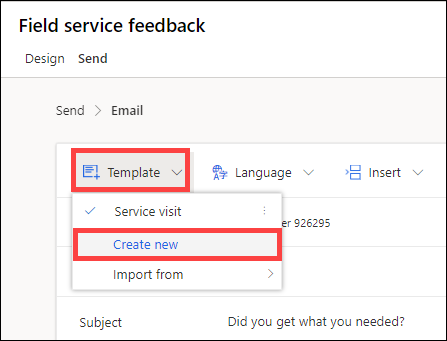 Field service feedback
Design Send
Send > Email
Template Language Insert
Service visit
er 926295
Create new
Import from
Subject Did you get what you needed?